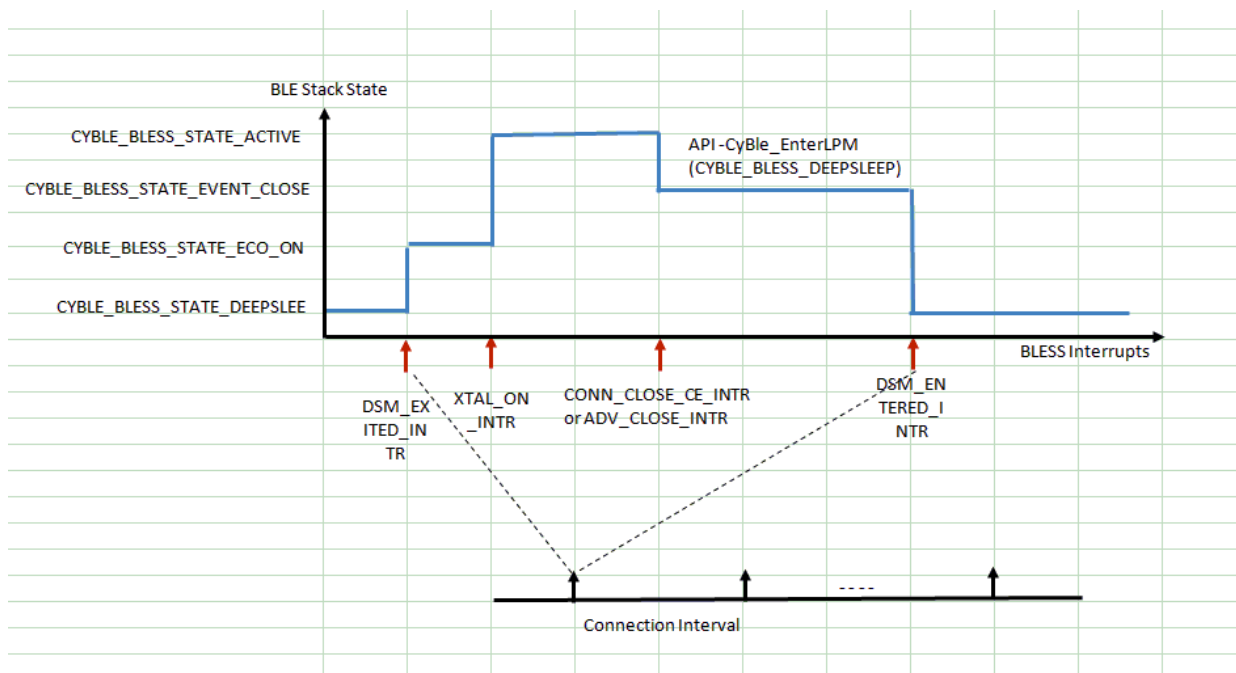 BLE Stack State
CYBLE_BLESS_STATE_ACTIVE
API -CyBle_EnterLPM
(CYBLE_BLESS_DEEPSLEEP)
CYBLE_BLESS_STATE_EVENT_CLOSE
CYBLE_BLESS_STATE_ECO_ON
CYBLE_BLESS_STATE_DEEPSLEE
BLESS Interrupts
DSM_EX
ITED_IN
TR
XTAL_ON
_INTR
CONN_CLOSE_CE_INTR
or ADV_CLOSE_INTR
DSM_EN
TERED_I
NTR
----
Connection Interval